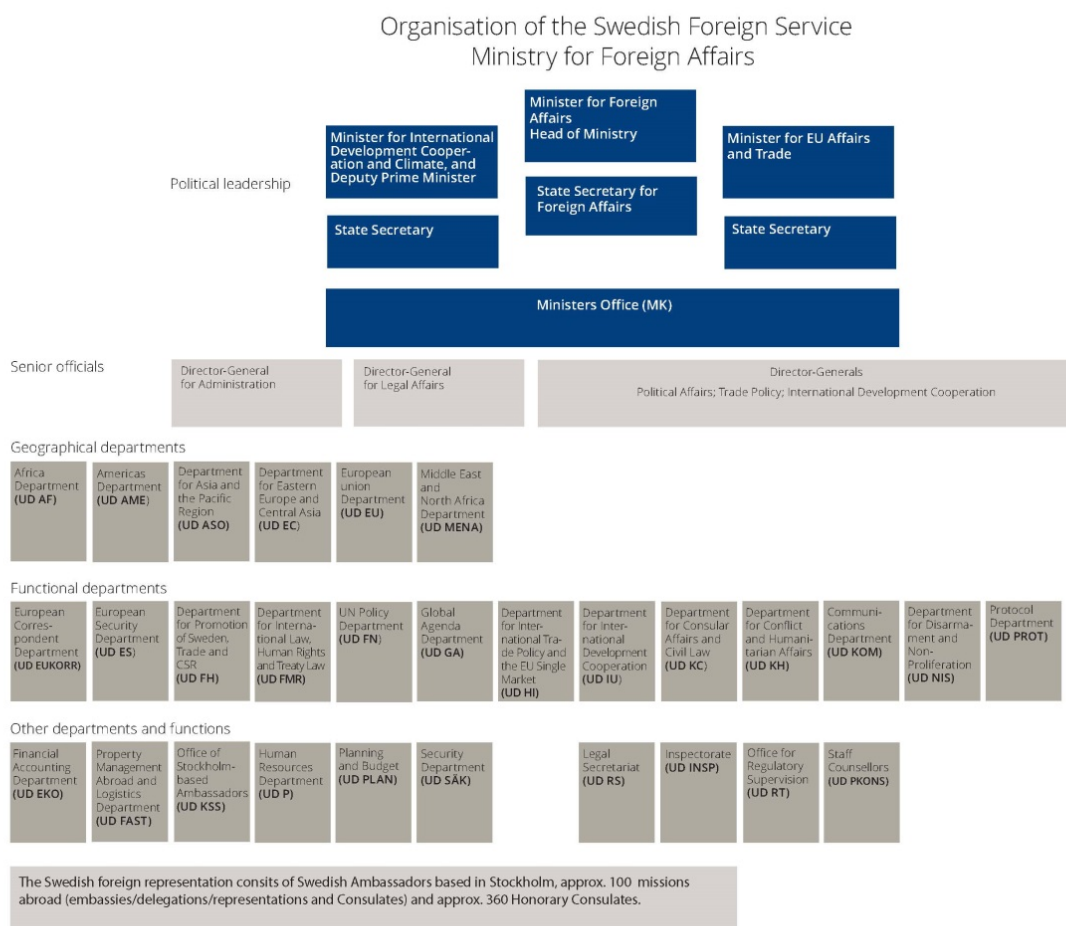 Organisation of the Swedish Foreign Service
Ministry for Foreign Affairs
Political leadership
Minister for International
Development Cooper-
ation and Climate, and
Deputy Prime Minister
Minister for Foreign
Affairs
Head of Ministry
Minister for EU Affairs
and Trade
State Secretary
State Secretary for
Foreign Affairs
State Secretary
Ministers Office (MK)
Senior officials
Director-General
for Administration
Director-General
for Legal Affairs
Director-Generals
Political Affairs; Trade Policy; International Development Cooperation
Geographical departments
Africa
Department
(UD AF)
Americas
Department
(UD AME)
Department
for Asia and
the Pacific
Region
(UD ASO)
Department
for Eastern
Europe and
Central Asia
(UD EC)
European
union
Department
(UD EU)
Middle East
and
North Africa
Department
(UD MENA)
Functional departments
European
Corres-
pondent
Department
(UD EUKORR)
European
Security
Department
(UD ES)
Department
for Promotion
of Sweden,
Trade and
CSR
(UD FH)
Department
for Interna-
tional Law,
Human
Rights and
Treaty Law
(UD FMR)
UN Policy
Department
(UD FN)
Global
Agenda
Department
(UD GA)
Department
for Inter-
national Tra-
de Policy and
the EU Single
Market
(UD HI)
Department
for Inter-
national
Development
Cooperation
(UD IU)
Department
for Consular
Affairs and
Civil Law
(UD KC)
Department
for Conflict
and Humani-
tarian Affairs
(UD KH)
Communi-
cations
Department
(UD KOM)
Department
for Disarma-
ment and
Non-
Proliferation
(UD NIS)
Protocol
Department
(UD PROT)
Other departments and functions
Financial
Accounting
Department
(UD EKO)
Property
Management
Abroad and
Logistics
Department
(UD FAST)
Office of
Stockholm-
based
Ambassadors
(UD KSS)
Human
Resources
Department
(UD P)
Planning
and Budget
(UD PLAN)
Security
Department
(UD SÄK)
Legal
Secretariat
(UD RS)
Inspectorate
(UD INSP)
Office for
Regulatory
Supervision
(UD RT)
Staff
Counsellors
(UD PKONS)
The Swedish foreign representation consits of Swedish Ambassadors based in Stockholm, approx. 100 missions
abroad (embassies/delegations/representations and Consulates) and approx. 360 Honorary Consulates.